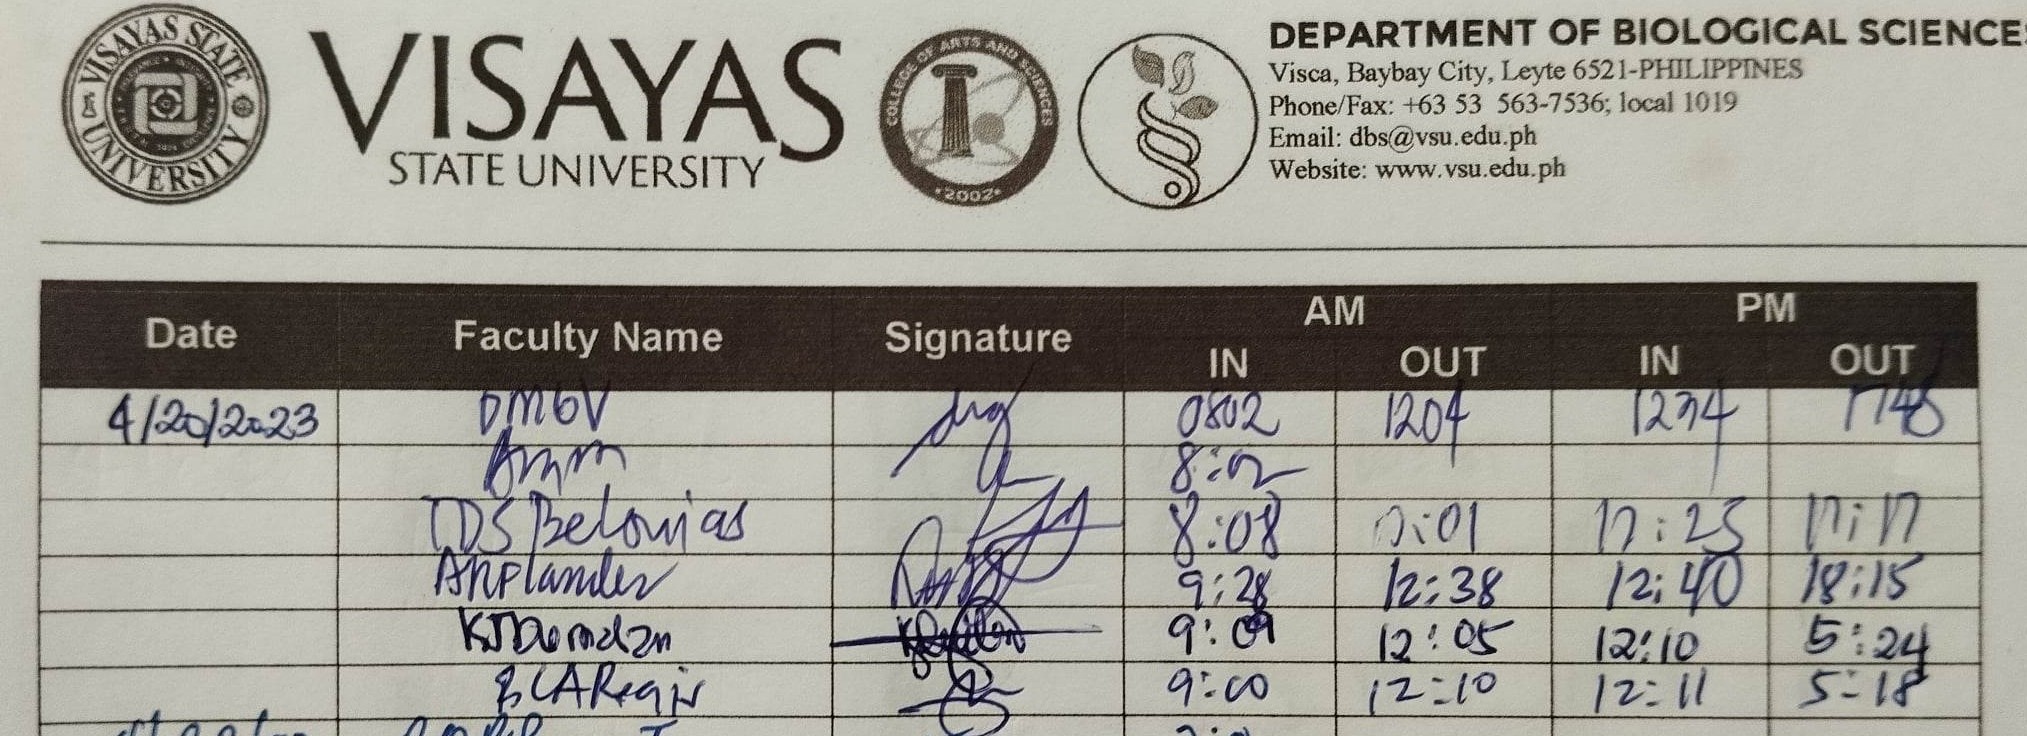 VISAYAS STATE UNIVERSITY
VISAYAS
STATE UNIVERSITY
COLLEGE OF ARTS AND SCIENCES
•2002•
DEPARTMENT OF BIOLOGICAL SCIENCES
Visca, Baybay City, Leyte 6521-PHILIPPINES
Phone/Fax: +63 53 563-7536; local 1019
Email: dbs@vsu.edu.ph
Website: www.vsu.edu.ph
Date Faculty Name Signature AM PM
IN OUT IN OUT
4/20/2023 DMGV 0802 1204 1234 1748
8:02
TDS Belonias 8:08 12:25 17:17
9:28 12:38 12:40 18:15
9:09 12:05 12:10 5:24
9:00 12:10 12:11 5:18